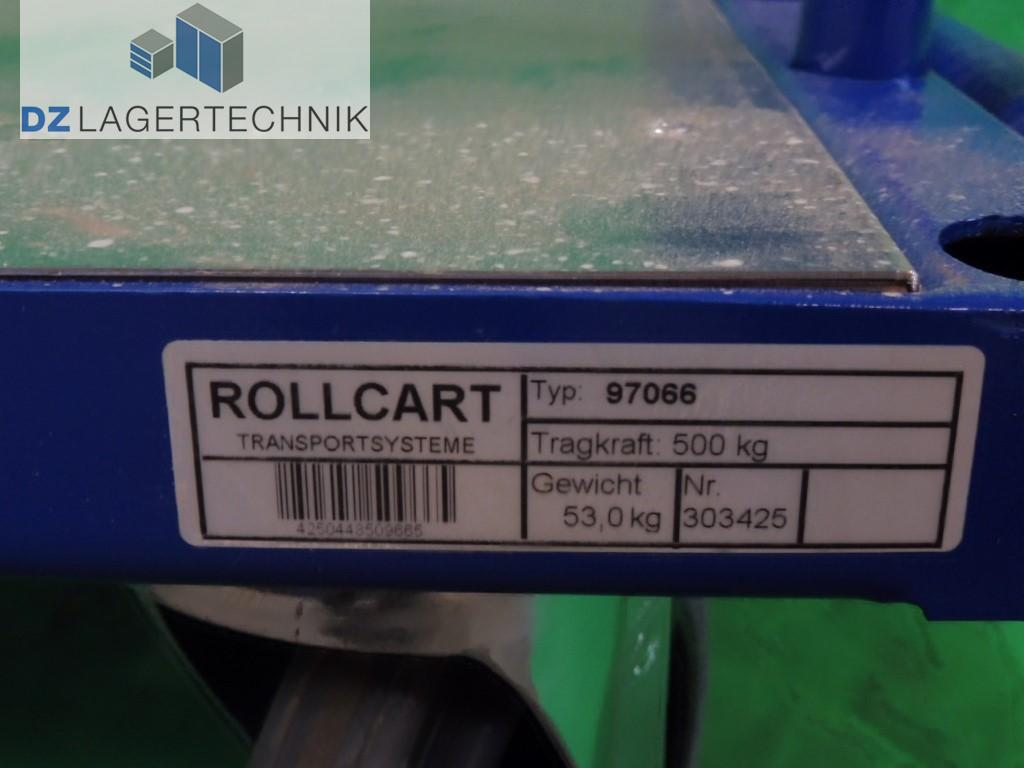 DZ LAGERTECHNIK
ROLLCART
TRANSPORTSYSTEME
4250448509665
Typ: 97066
Tragkraft: 500 kg
Gewicht
53,0 kg
Nr.
303425